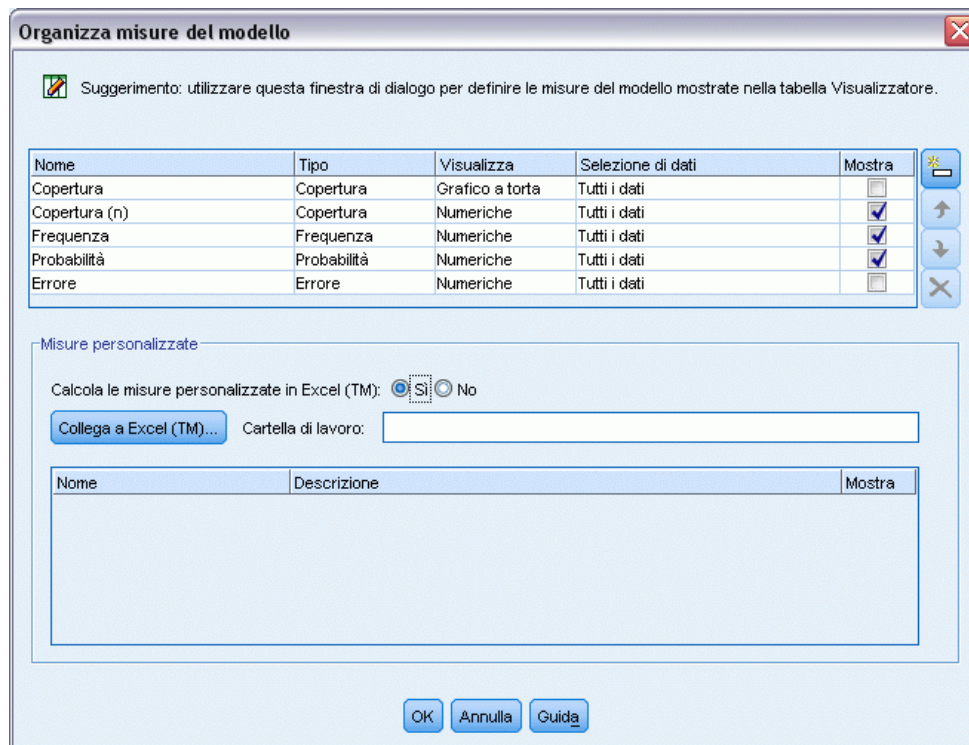 Organizza misure del modello
Suggerimento: utilizzare questa finestra di dialogo per definire le misure del modello mostrate nella tabella Visualizzatore.
Nome Tipo Visualizza Selezione di dati Mostra
Copertura Copertura Grafico a torta Tutti i dati
Copertura (n) Copertura Numeriche Tutti i dati
Frequenza Frequenza Numeriche Tutti i dati
Probabilità Probabilità Numeriche Tutti i dati
Errore Errore Numeriche Tutti i dati
Misure personalizzate
Calcola le misure personalizzate in Excel (TM): Sì No
Collega a Excel (TM)... Cartella di lavoro:
Nome Descrizione Mostra
OK Annulla Guida